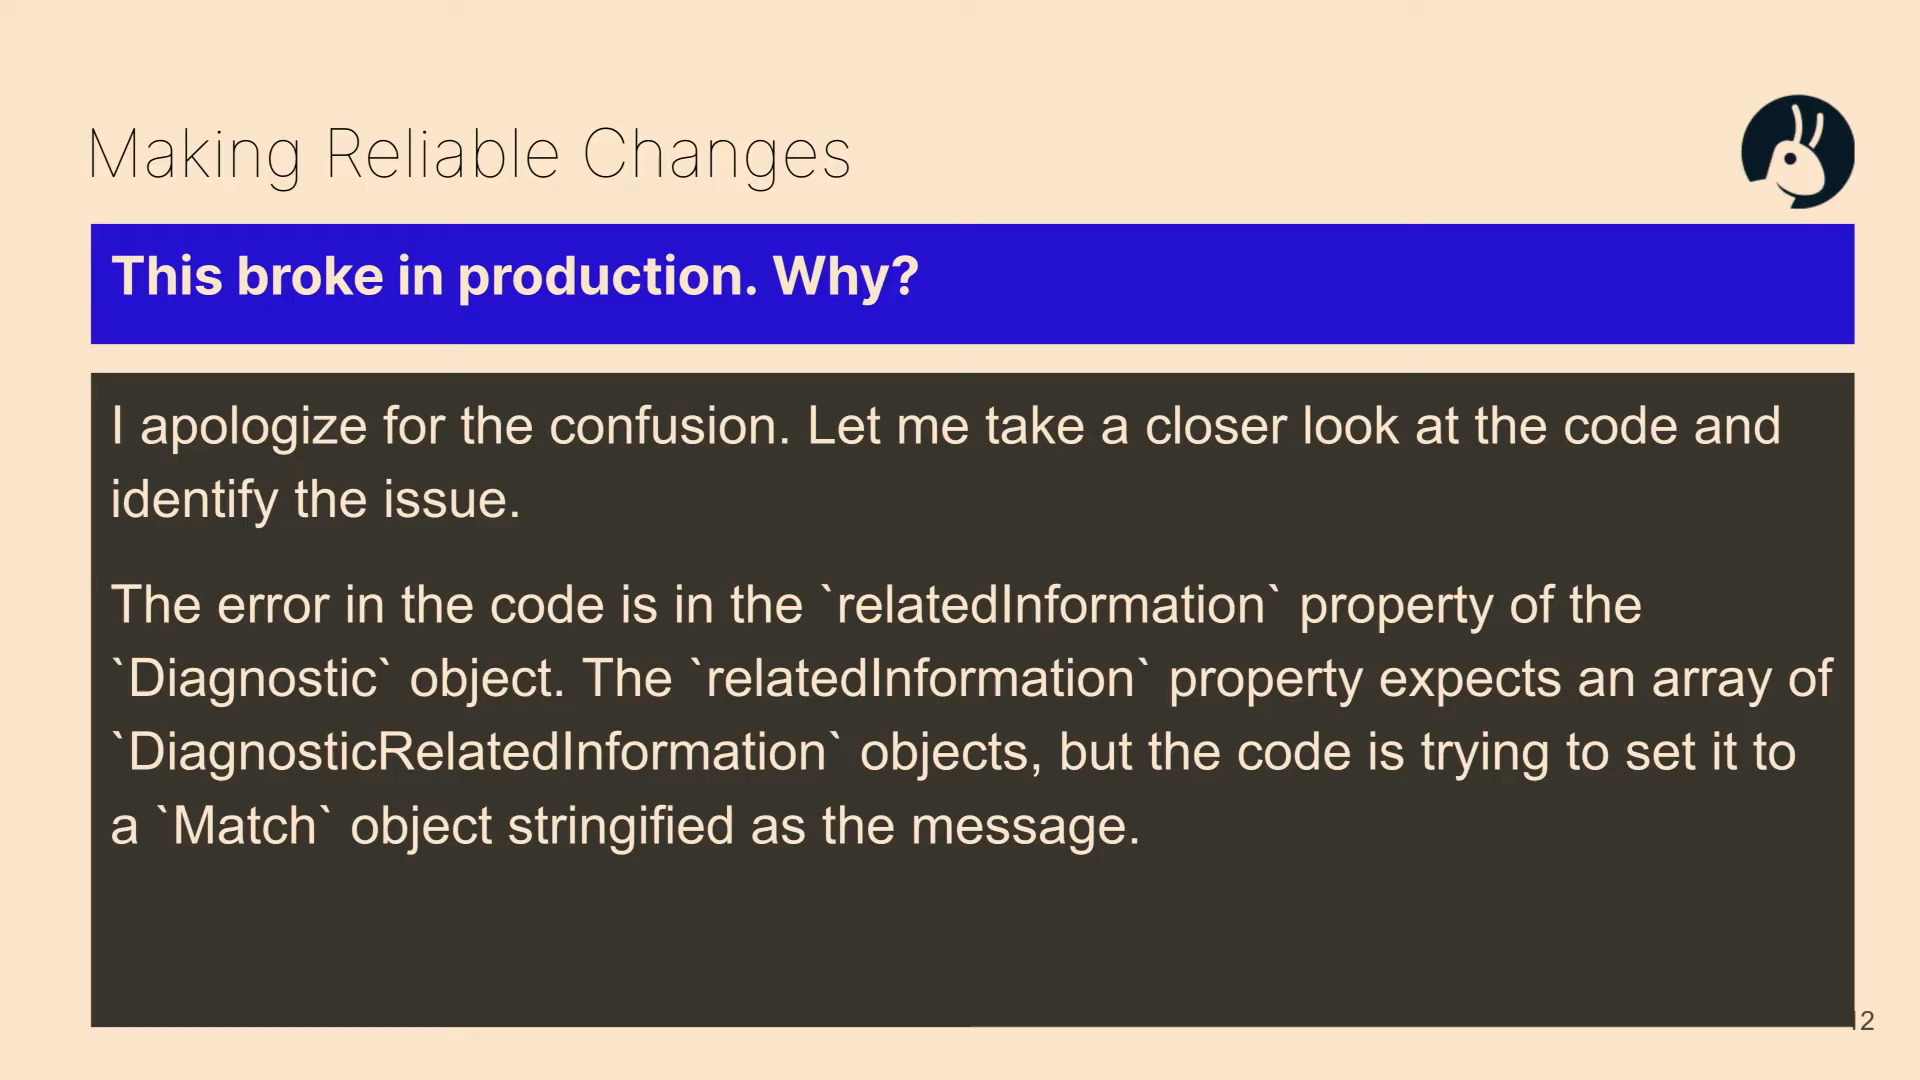 Making Reliable Changes
This broke in production. Why?
I apologize for the confusion. Let me take a closer look at the code and
identify the issue.
The error in the code is in the `relatedInformation` property of the
`Diagnostic` object. The `relatedInformation` property expects an array of
`DiagnosticRelatedInformation` objects, but the code is trying to set it to
a `Match` object stringified as the message.
12